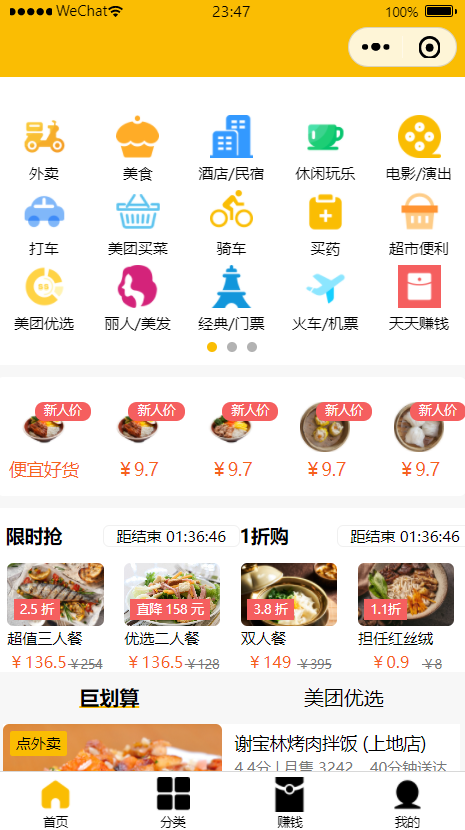 WeChat 23:47 100%
外卖 美食 酒店/民宿 休闲玩乐 电影/演出
打车 美团买菜 骑车 买药 超市便利
美团优选 丽人/美发 经典/门票 火车/机票 天天赚钱
新人价 新人价 新人价 新人价 新人价
便宜好货 ¥9.7 ¥9.7 ¥9.7 ¥9.7
限时抢 距结束 01:36:46 1折购 距结束 01:36:46
2.5 折 直降 158 元 3.8 折 1.1折
超值三人餐 优选二人餐 双人餐 担任红丝绒
¥136.5 ¥254 ¥136.5 ¥128 ¥149 ¥395 ¥0.9 ¥8
巨划算 美团优选
点外卖 谢宝林烤肉拌饭 (上地店)
4.4分 | 月售 3242 40分钟送达
首页 分类 赚钱 我的